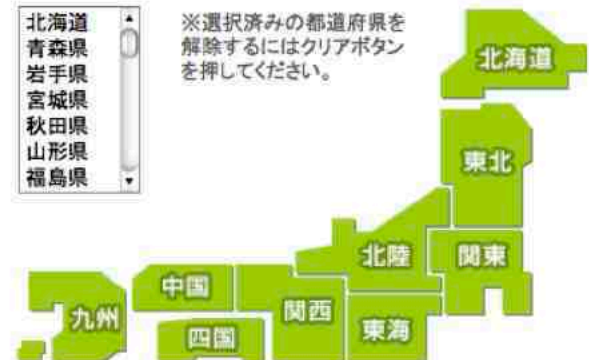 北海道
青森県
岩手県
宮城県
秋田県
山形県
福島県
※選択済みの都道府県を
解除するにはクリアボタン
を押してください。
北海道
東北
北陸
関東
中国
関西
九州
四国
東海